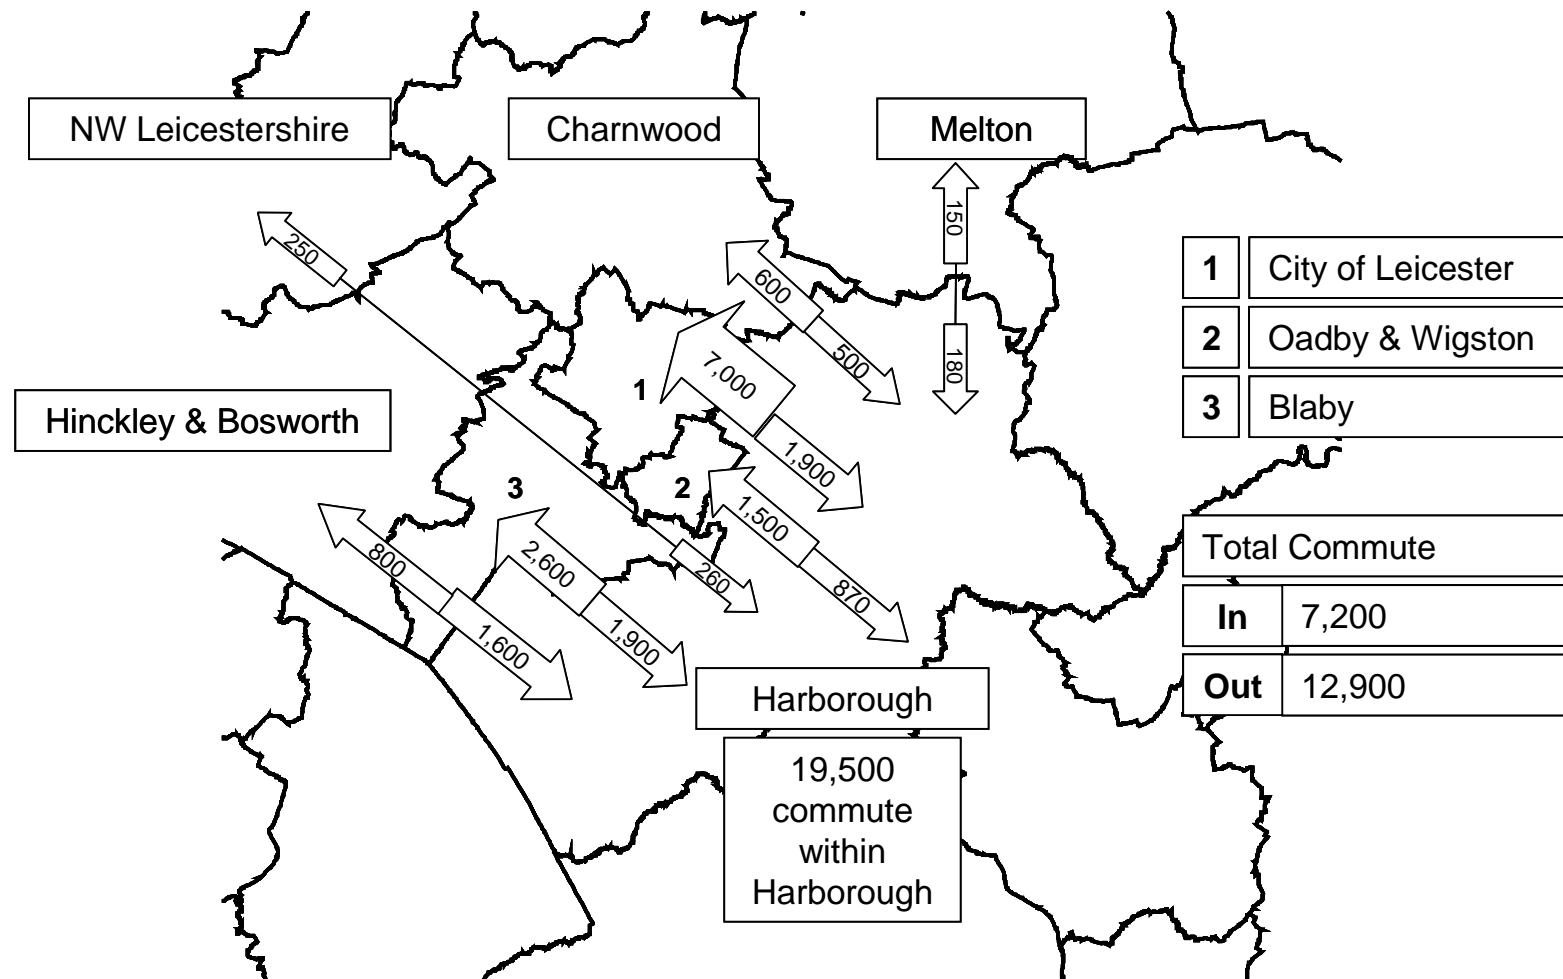 NW Leicestershire
Charnwood
Melton
150
250
600
500
180
1 City of Leicester
2 Oadby & Wigston
3 Blaby
7,000
1
Hinckley & Bosworth
1,900
3
2
1,500
800
2,600
260
870
1,600
1,900
Total Commute
In 7,200
Out 12,900
Harborough
19,500
commute
within
Harborough